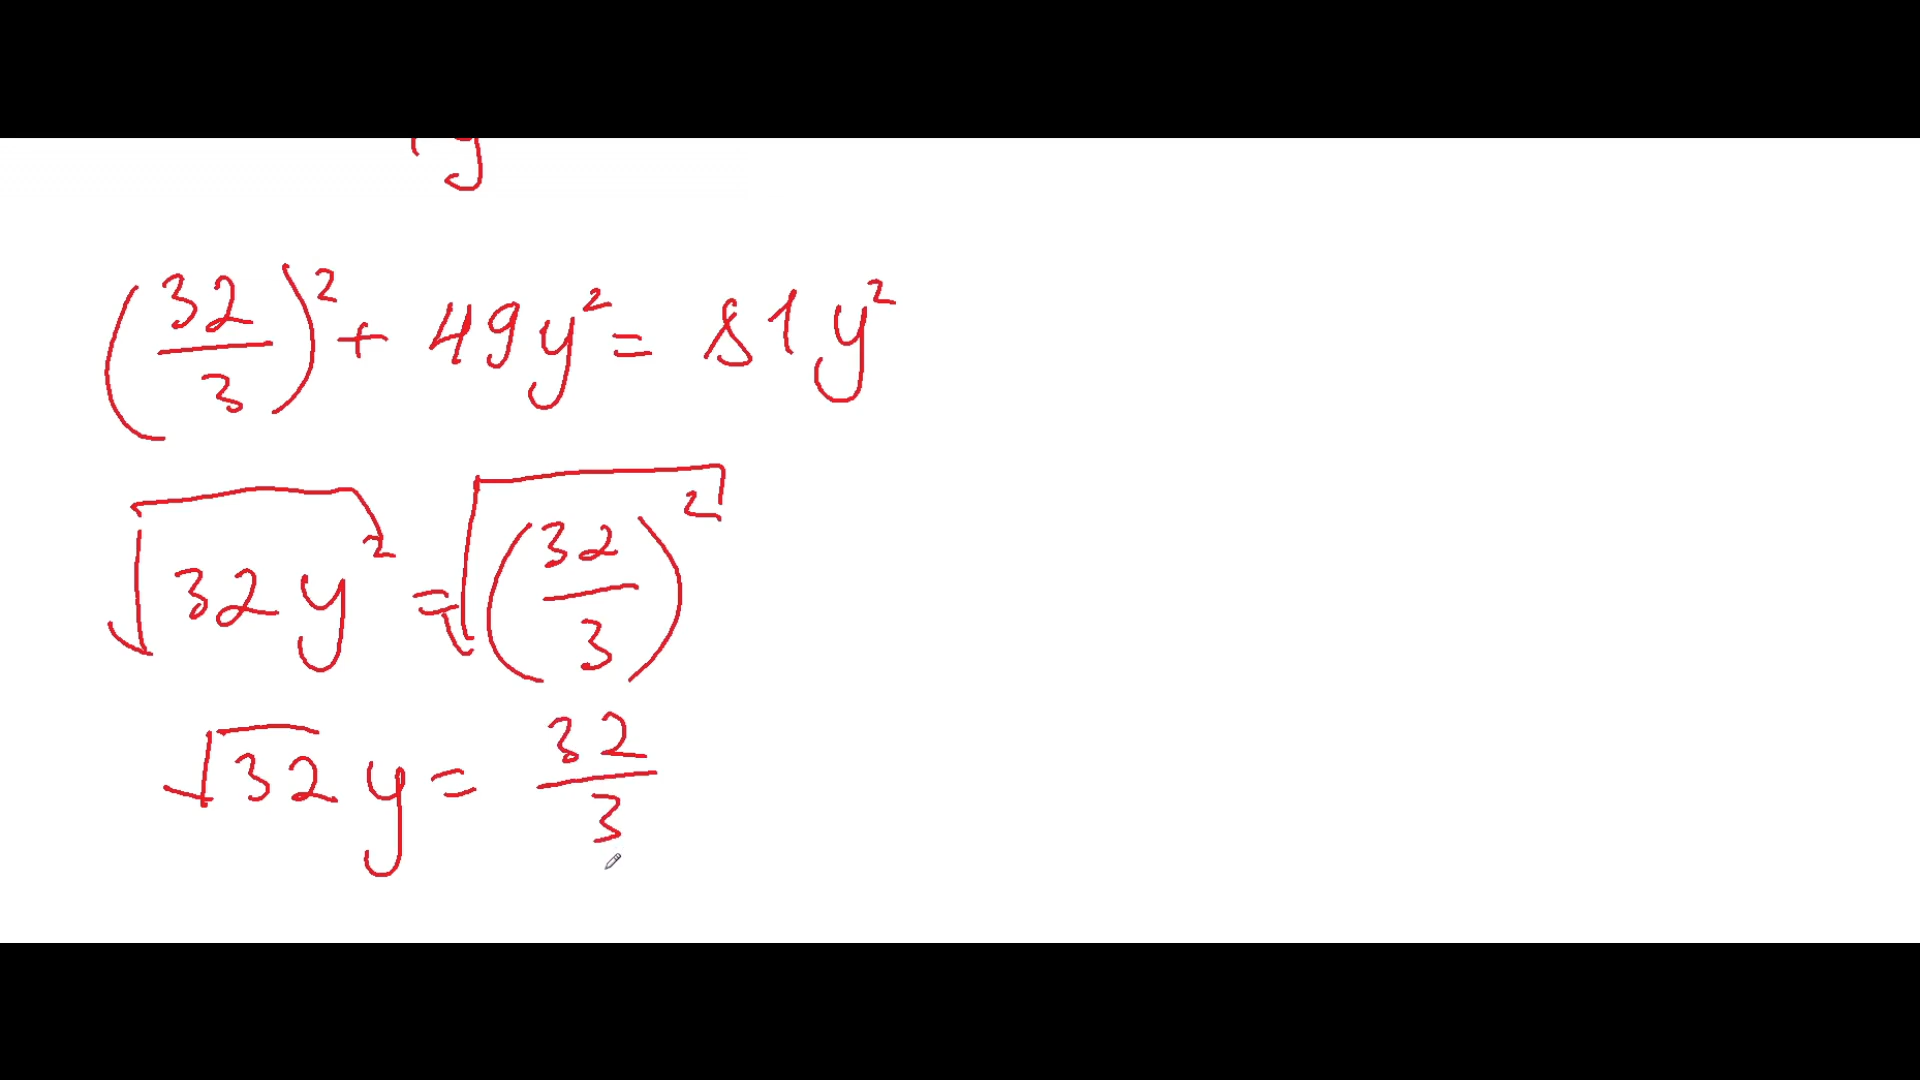 y
(32/3)² + 49y² = 81y²
√32y² = √(32/3)²
√32 y = 32/3